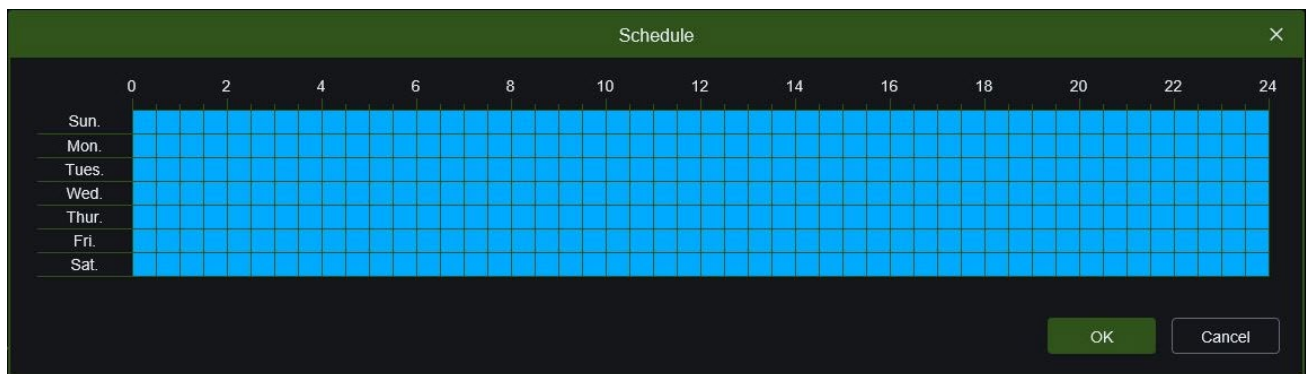 Schedule
0 2 4 6 8 10 12 14 16 18 20 22 24
Sun.
Mon.
Tues.
Wed.
Thur.
Fri.
Sat.
OK Cancel